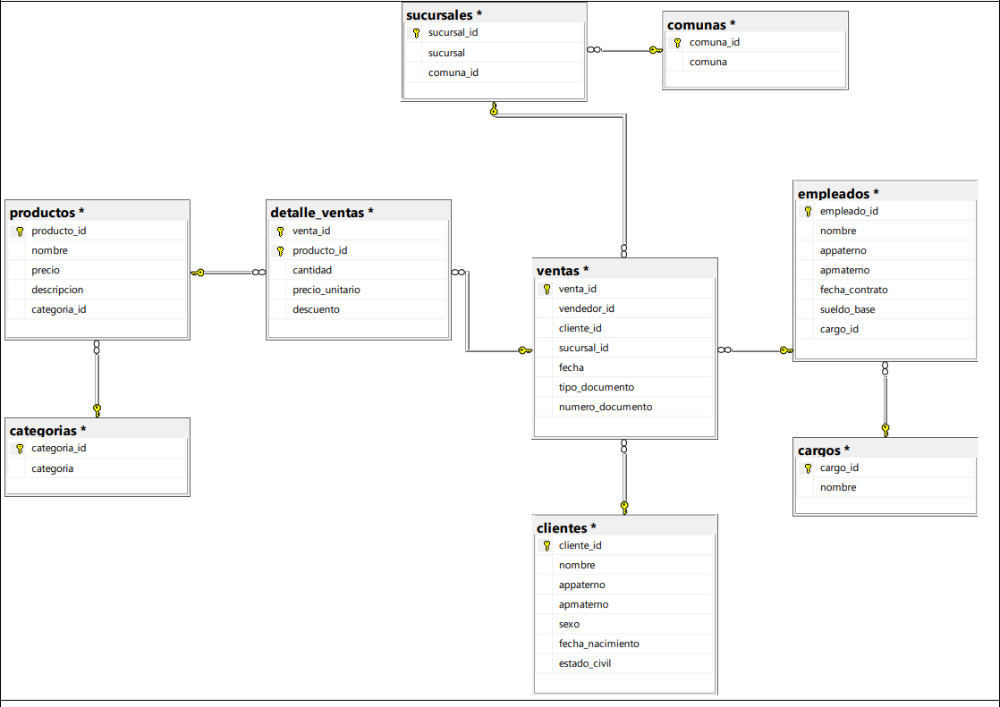 sucursales *
sucursal_id
sucursal
comuna_id
comunas *
comuna_id
comuna
productos *
producto_id
nombre
precio
descripcion
categoria_id
detalle_ventas *
venta_id
producto_id
cantidad
precio_unitario
descuento
ventas *
venta_id
vendedor_id
cliente_id
sucursal_id
fecha
tipo_documento
numero_documento
empleados *
empleado_id
nombre
appaterno
apmaterno
fecha_contrato
sueldo_base
cargo_id
categorias *
categoria_id
categoria
cargos *
cargo_id
nombre
clientes *
cliente_id
nombre
appaterno
apmaterno
sexo
fecha_nacimiento
estado_civil